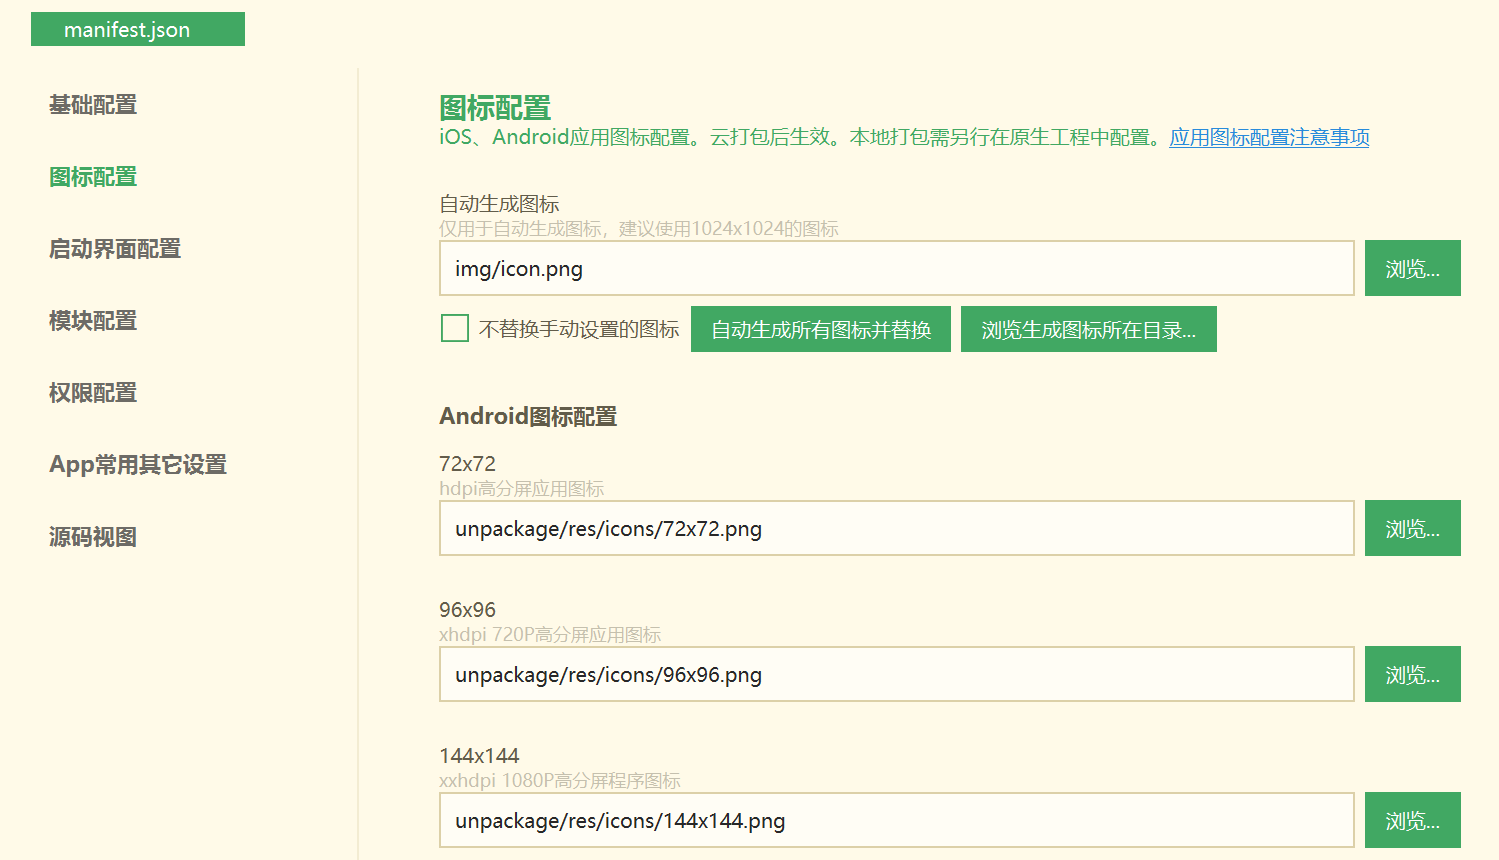 manifest.json
基础配置
图标配置
启动界面配置
模块配置
权限配置
App常用其它设置
源码视图
图标配置
iOS、Android应用图标配置。云打包后生效。本地打包需另行在原生工程中配置。应用图标配置注意事项
自动生成图标
仅用于自动生成图标，建议使用1024x1024的图标
img/icon.png
浏览...
不替换手动设置的图标
自动生成所有图标并替换
浏览生成图标所在目录...
Android图标配置
72x72
hdpi高分屏应用图标
unpackage/res/icons/72x72.png
浏览...
96x96
xhdpi 720P高分屏应用图标
unpackage/res/icons/96x96.png
浏览...
144x144
xxhdpi 1080P高分屏程序图标
unpackage/res/icons/144x144.png
浏览...